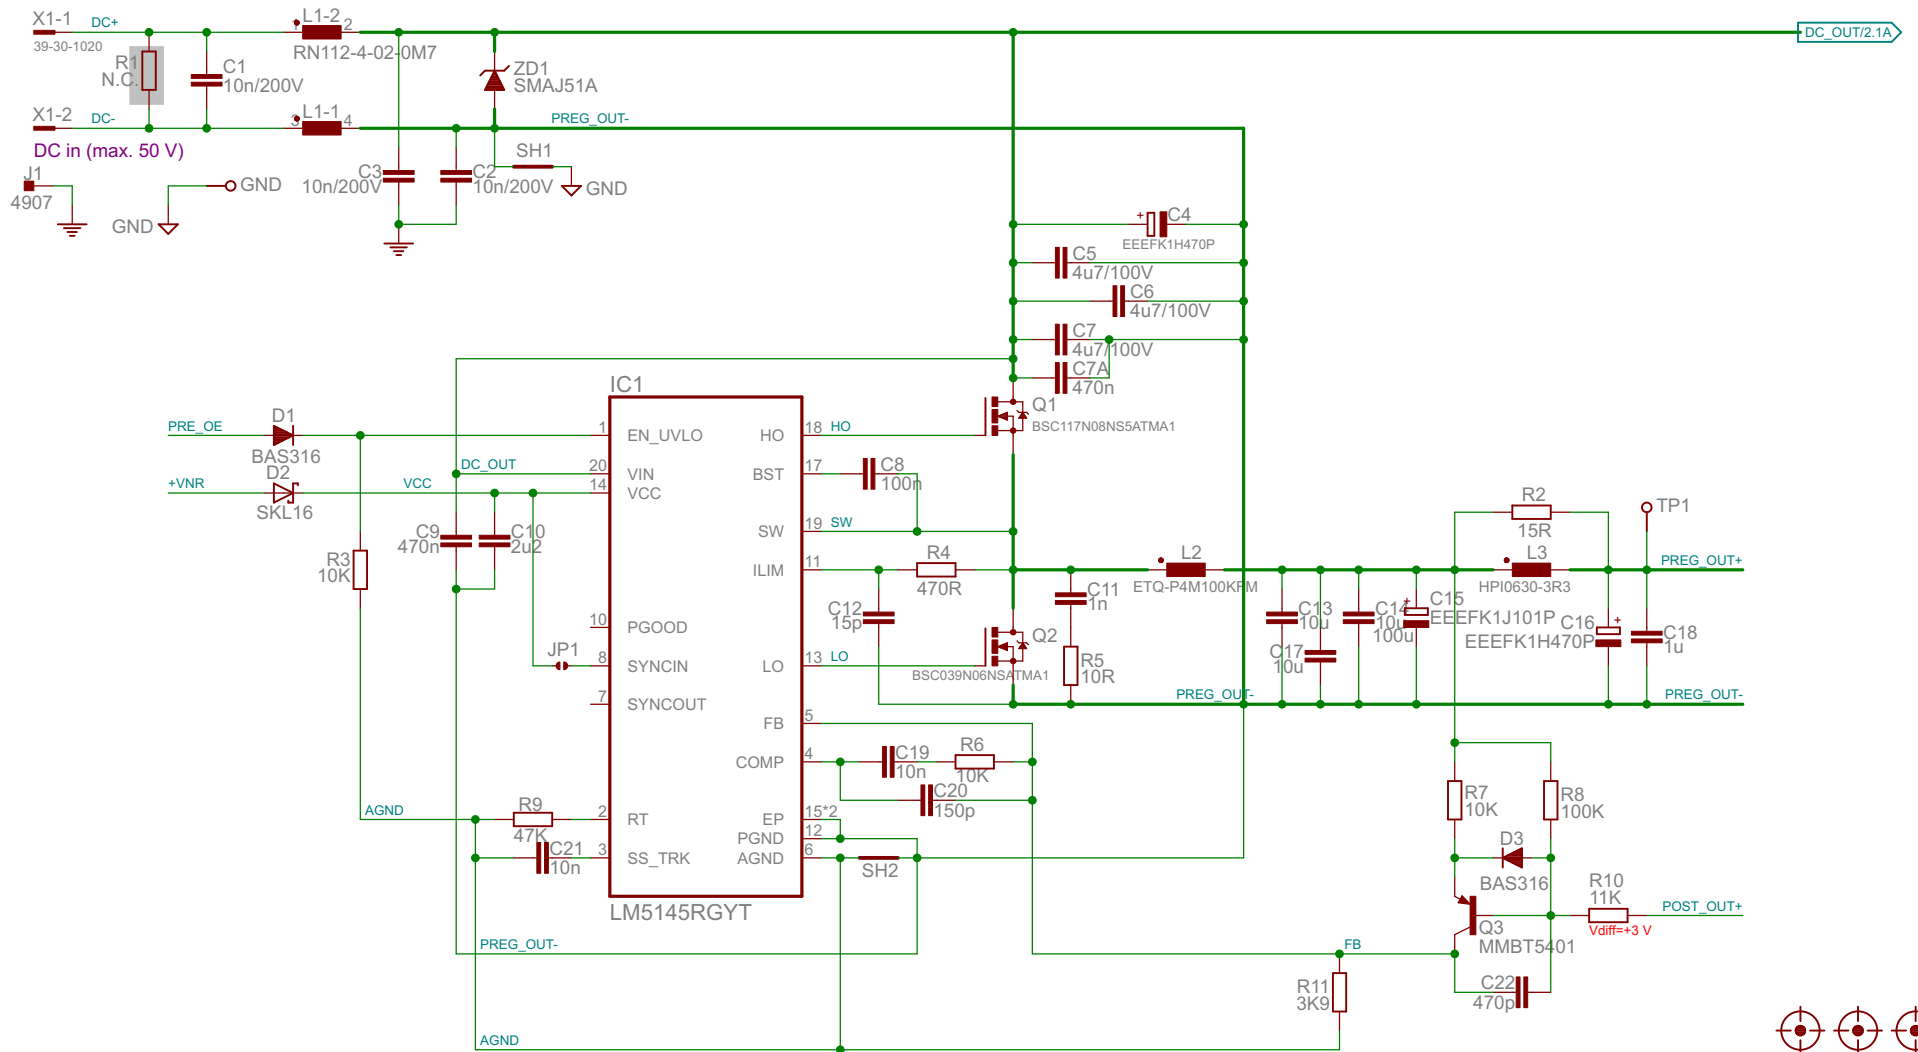 X1-1
DC+
39-30-1020
R1
N.C.
C1
10n/200V
1
L1-2
2
RN112-4-02-0M7
ZD1
SMAJ51A
DC_OUT/2.1A
X1-2
DC-
3
L1-1
4
PREG_OUT-
DC in (max. 50 V)
J1
4907
GND
GND
C3
10n/200V
C2
10n/200V
SH1
GND
+
C4
EEEFK1H470P
C5
4u7/100V
C6
4u7/100V
C7
4u7/100V
C7A
470n
IC1
Q1
BSC117N08NS5ATMA1
PRE_OE
D1
BAS316
+VNR
D2
SKL16
VCC
DC_OUT
1
EN_UVLO
20
VIN
14
VCC
10
PGOOD
8
SYNCIN
7
SYNCOUT
2
RT
3
SS_TRK
HO
18
HO
BST
17
SW
19
SW
ILIM
11
LO
13
LO
FB
5
COMP
4
EP
15*2
PGND
12
AGND
6
LM5145RGYT
C8
100n
R3
10K
C9
470n
C10
2u2
JP1
R4
470R
C12
15p
C11
1n
R5
10R
Q2
BSC039N06NSATMA1
L2
ETQ-P4M100KFM
R2
15R
TP1
L3
HPI0630-3R3
PREG_OUT+
C13
10u
C17
10u
C14
10u
100u
+
C15
EEEFK1J101P
C16
EEEFK1H470P
+
C18
1u
PREG_OUT-
PREG_OUT-
C19
10n
R6
10K
C20
150p
AGND
R9
47K
C21
10n
SH2
PREG_OUT-
AGND
R7
10K
R8
100K
D3
BAS316
R10
11K
Vdiff=+3 V
POST_OUT+
Q3
MMBT5401
FB
R11
3K9
C22
470p